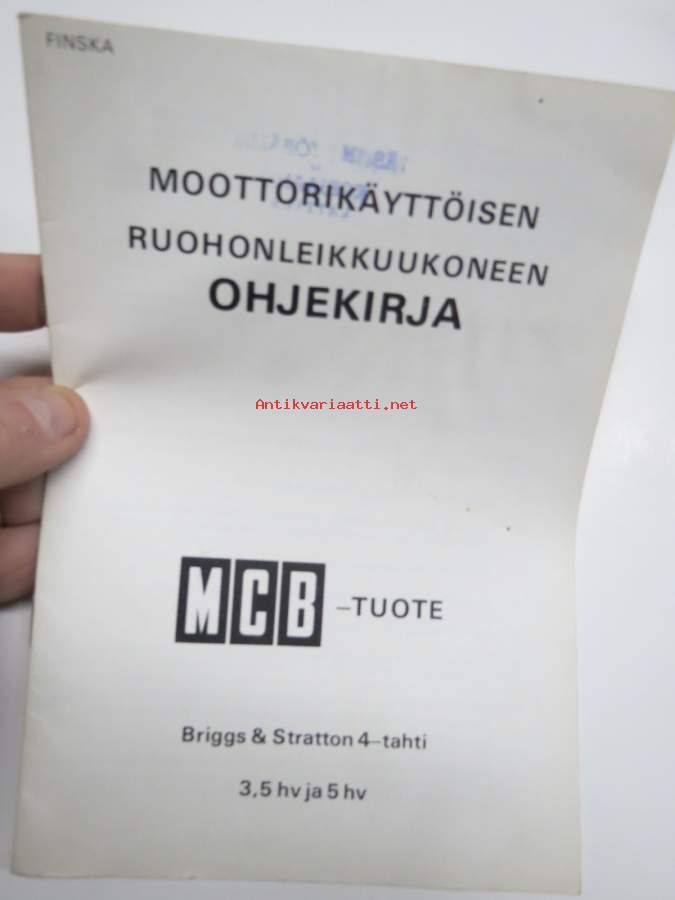 FINSKA
MOOTTORIKÄYTTÖISEN
RUOHONLEIKKUUKONEEN
OHJEKIRJA
Antikvariaatti.net
MCB –TUOTE
Briggs & Stratton 4–tahti
3,5 hv ja 5 hv